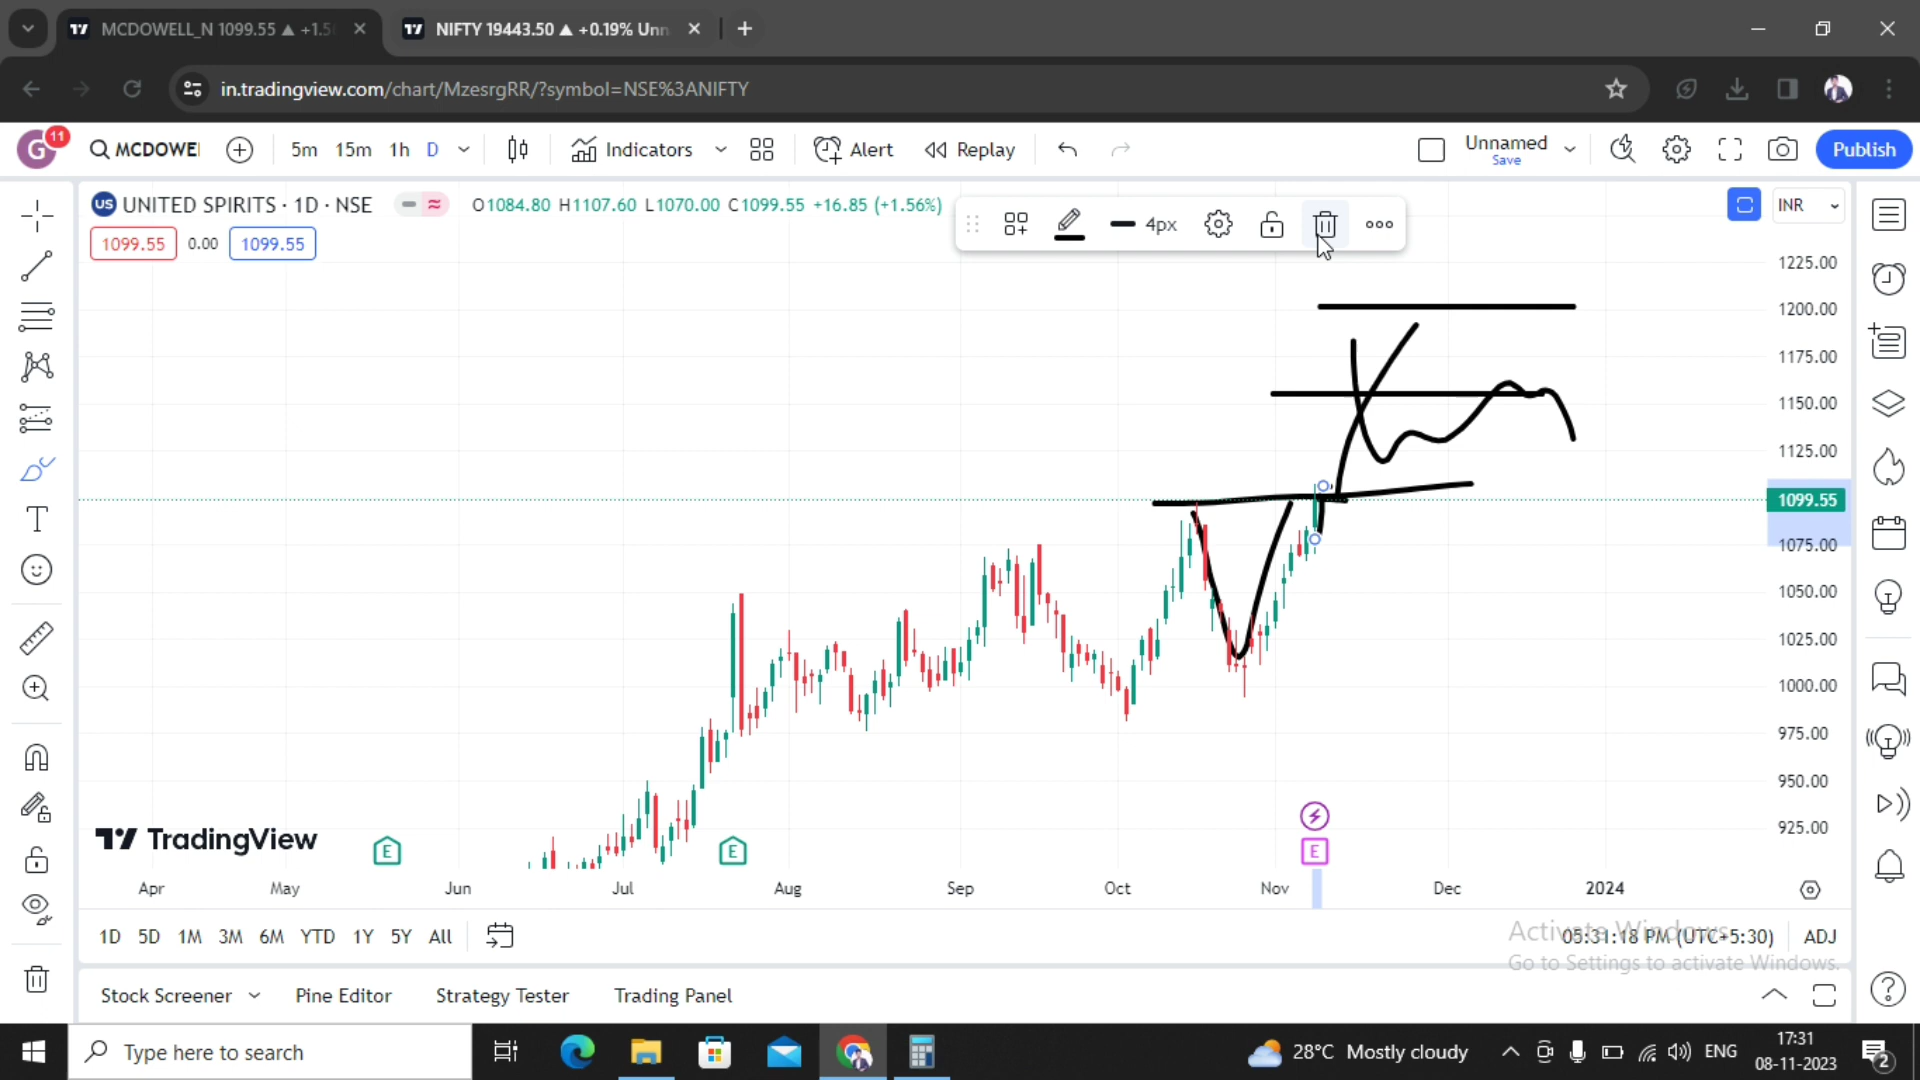 MCDOWELL_N 1099.55 ▲ +1.5
NIFTY 19443.50 ▲ +0.19% Unn
in.tradingview.com/chart/MzesrgRR/?symbol=NSE%3ANIFTY
G
11
MCDOWE
5m 15m 1h D
Indicators
Alert
Replay
Unnamed
Save
Publish
US UNITED SPIRITS · 1D · NSE
O1084.80 H1107.60 L1070.00 C1099.55 +16.85 (+1.56%)
4px
INR
1099.55 0.00 1099.55
1225.00
1200.00
1175.00
1150.00
1125.00
1099.55
1075.00
1050.00
1025.00
1000.00
975.00
950.00
925.00
TradingView
E
E
E
Apr May Jun Jul Aug Sep Oct Nov Dec 2024
1D 5D 1M 3M 6M YTD 1Y 5Y All
05:31:18 PM (UTC+5:30) ADJ
Activate Windows
Go to Settings to activate Windows.
Stock Screener Pine Editor Strategy Tester Trading Panel
Type here to search
28°C Mostly cloudy
ENG
17:31
08-11-2023
2